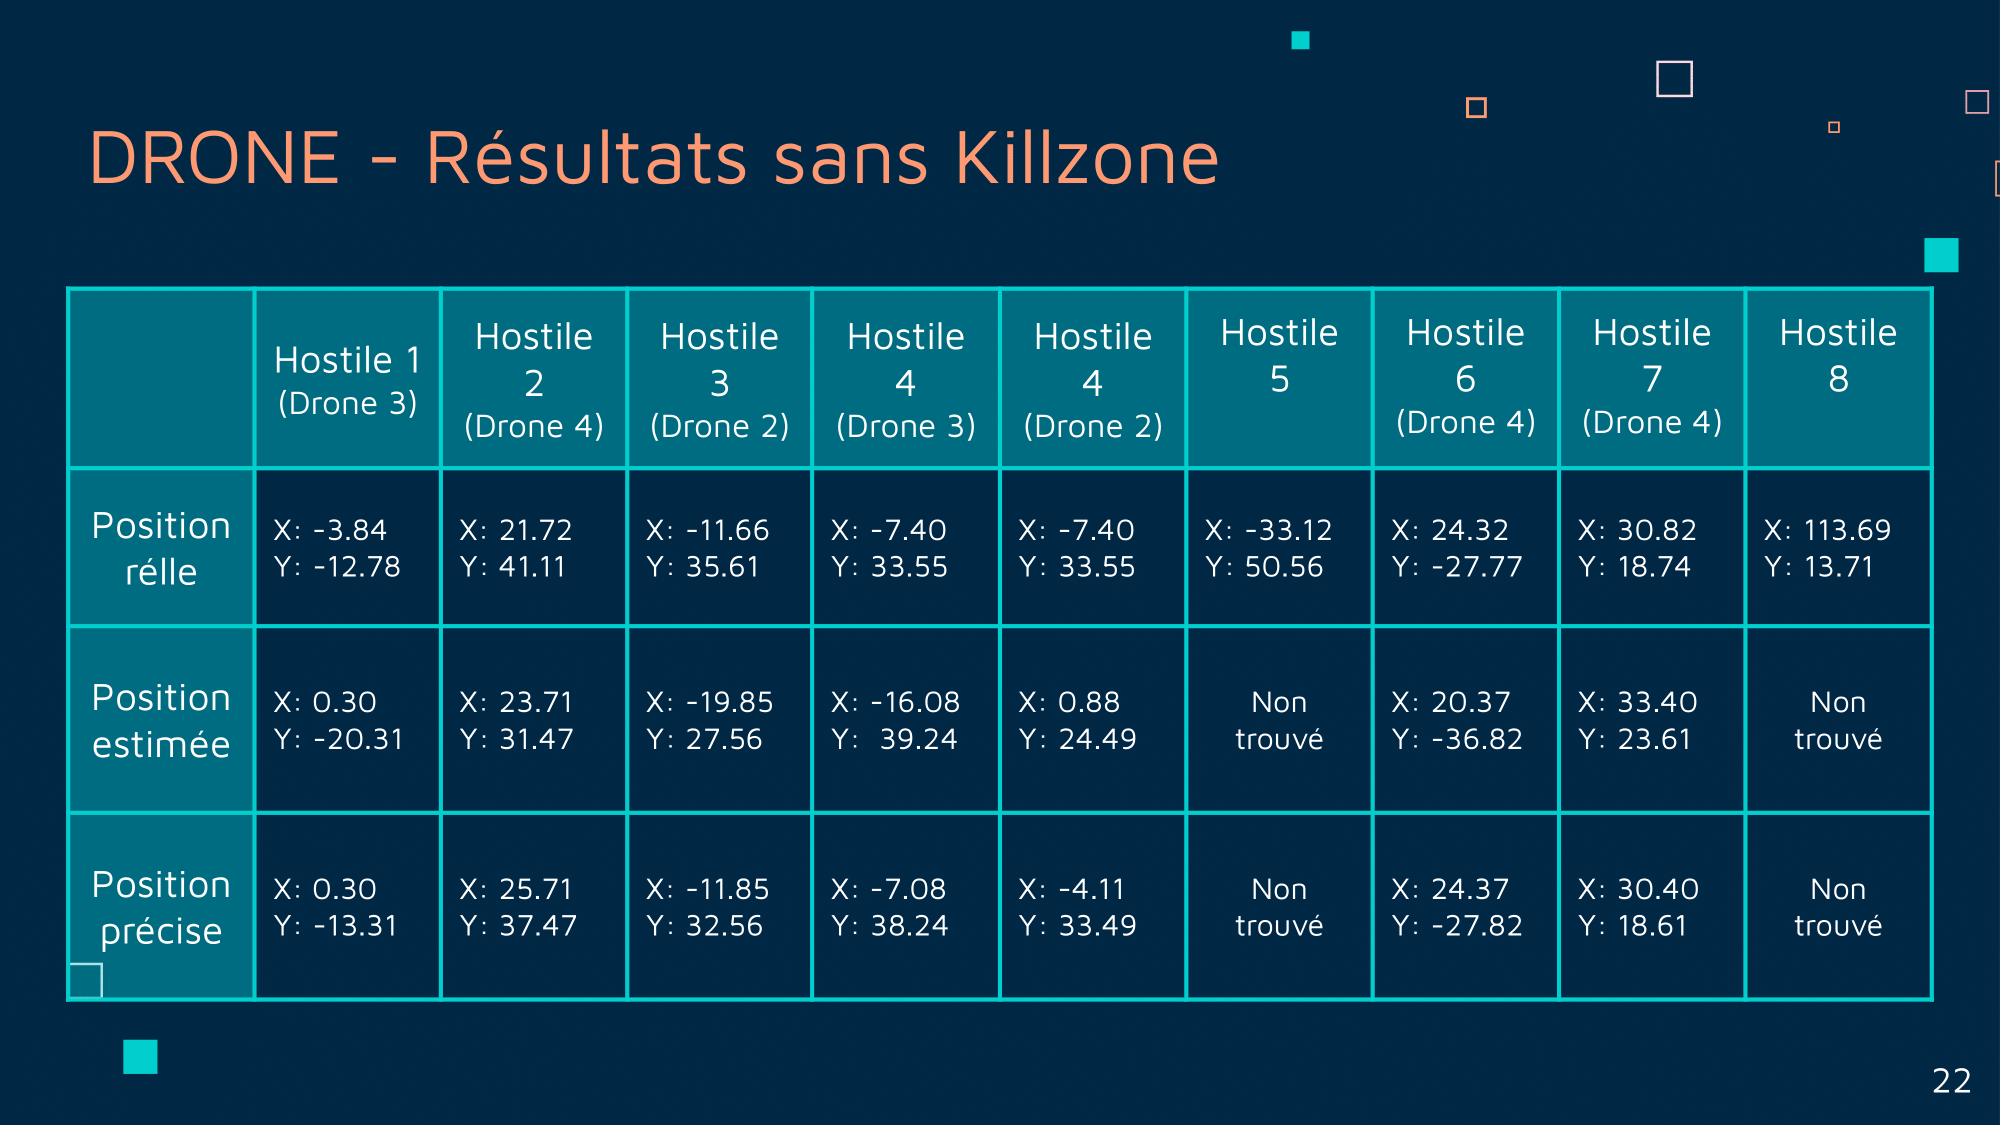 DRONE - Résultats sans Killzone
Hostile 1
(Drone 3)
Hostile
2
(Drone 4)
Hostile
3
(Drone 2)
Hostile
4
(Drone 3)
Hostile
4
(Drone 2)
Hostile
5
Hostile
6
(Drone 4)
Hostile
7
(Drone 4)
Hostile
8
Position
rélle
X: -3.84
Y: -12.78
X: 21.72
Y: 41.11
X: -11.66
Y: 35.61
X: -7.40
Y: 33.55
X: -7.40
Y: 33.55
X: -33.12
Y: 50.56
X: 24.32
Y: -27.77
X: 30.82
Y: 18.74
X: 113.69
Y: 13.71
Position
estimée
X: 0.30
Y: -20.31
X: 23.71
Y: 31.47
X: -19.85
Y: 27.56
X: -16.08
Y: 39.24
X: 0.88
Y: 24.49
Non
trouvé
X: 20.37
Y: -36.82
X: 33.40
Y: 23.61
Non
trouvé
Position
précise
X: 0.30
Y: -13.31
X: 25.71
Y: 37.47
X: -11.85
Y: 32.56
X: -7.08
Y: 38.24
X: -4.11
Y: 33.49
Non
trouvé
X: 24.37
Y: -27.82
X: 30.40
Y: 18.61
Non
trouvé
22